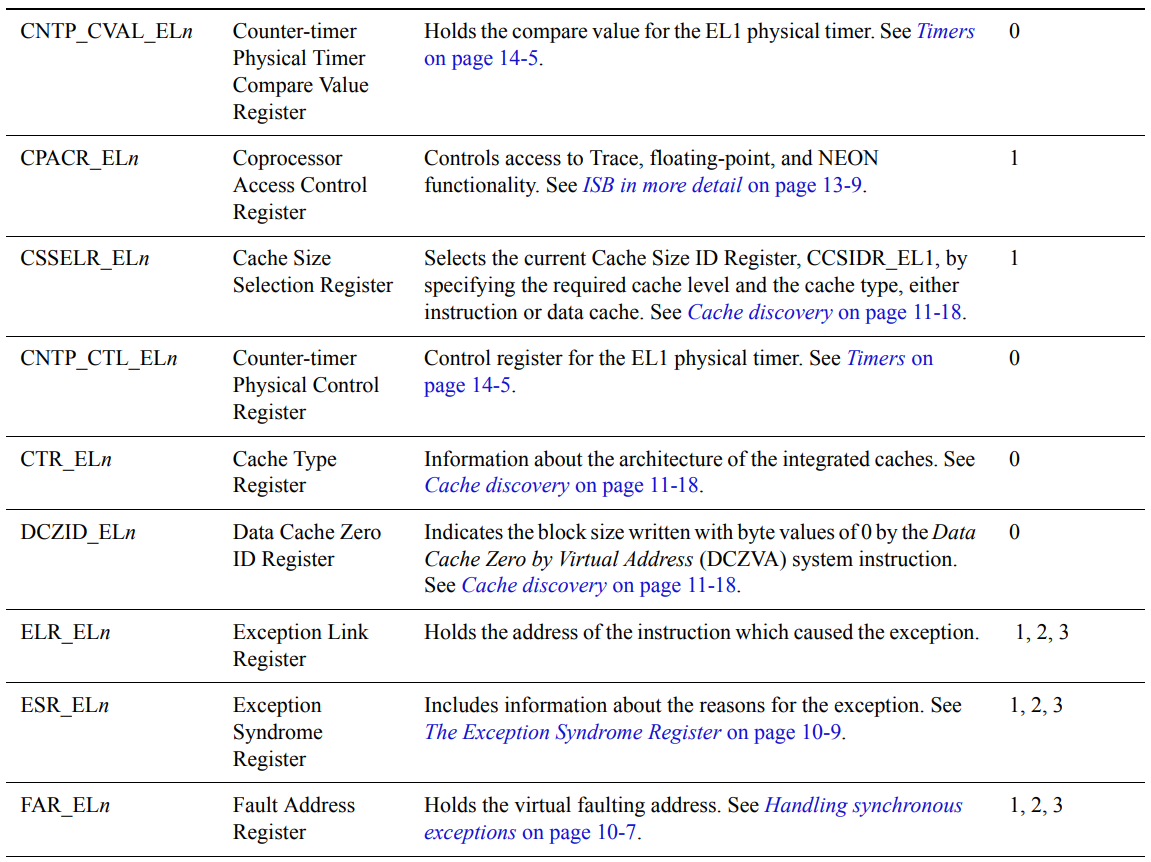 CNTP_CVAL_ELn Counter-timer Holds the compare value for the EL1 physical timer. See Timers 0
Physical Timer on page 14-5.
Compare Value
Register
CPACR_ELn Coprocessor Controls access to Trace, floating-point, and NEON 1
Access Control functionality. See ISB in more detail on page 13-9.
Register
CSSELR_ELn Cache Size Selects the current Cache Size ID Register, CCSIDR_EL1, by 1
Selection Register specifying the required cache level and the cache type, either
instruction or data cache. See Cache discovery on page 11-18.
CNTP_CTL_ELn Counter-timer Control register for the EL1 physical timer. See Timers on 0
Physical Control page 14-5.
Register
CTR_ELn Cache Type Information about the architecture of the integrated caches. See 0
Register Cache discovery on page 11-18.
DCZID_ELn Data Cache Zero Indicates the block size written with byte values of 0 by the Data 0
ID Register Cache Zero by Virtual Address (DCZVA) system instruction.
See Cache discovery on page 11-18.
ELR_ELn Exception Link Holds the address of the instruction which caused the exception. 1, 2, 3
Register
ESR_ELn Exception Includes information about the reasons for the exception. See 1, 2, 3
Syndrome The Exception Syndrome Register on page 10-9.
Register
FAR_ELn Fault Address Holds the virtual faulting address. See Handling synchronous 1, 2, 3
Register exceptions on page 10-7.